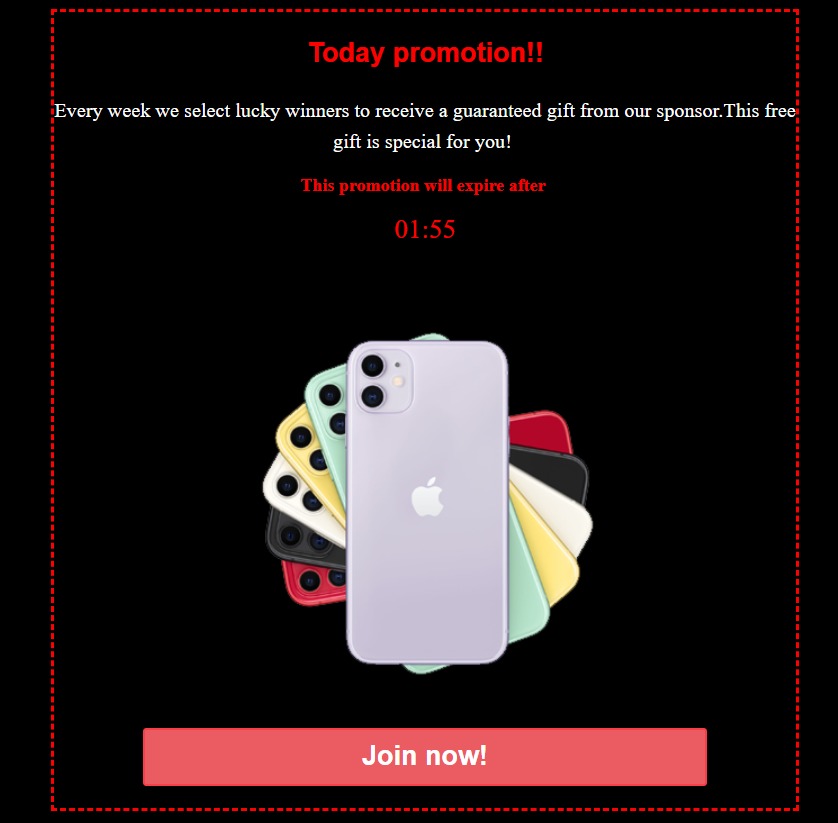 Today promotion!!
Every week we select lucky winners to receive a guaranteed gift from our sponsor.This free
gift is special for you!
This promotion will expire after
01:55
Join now!